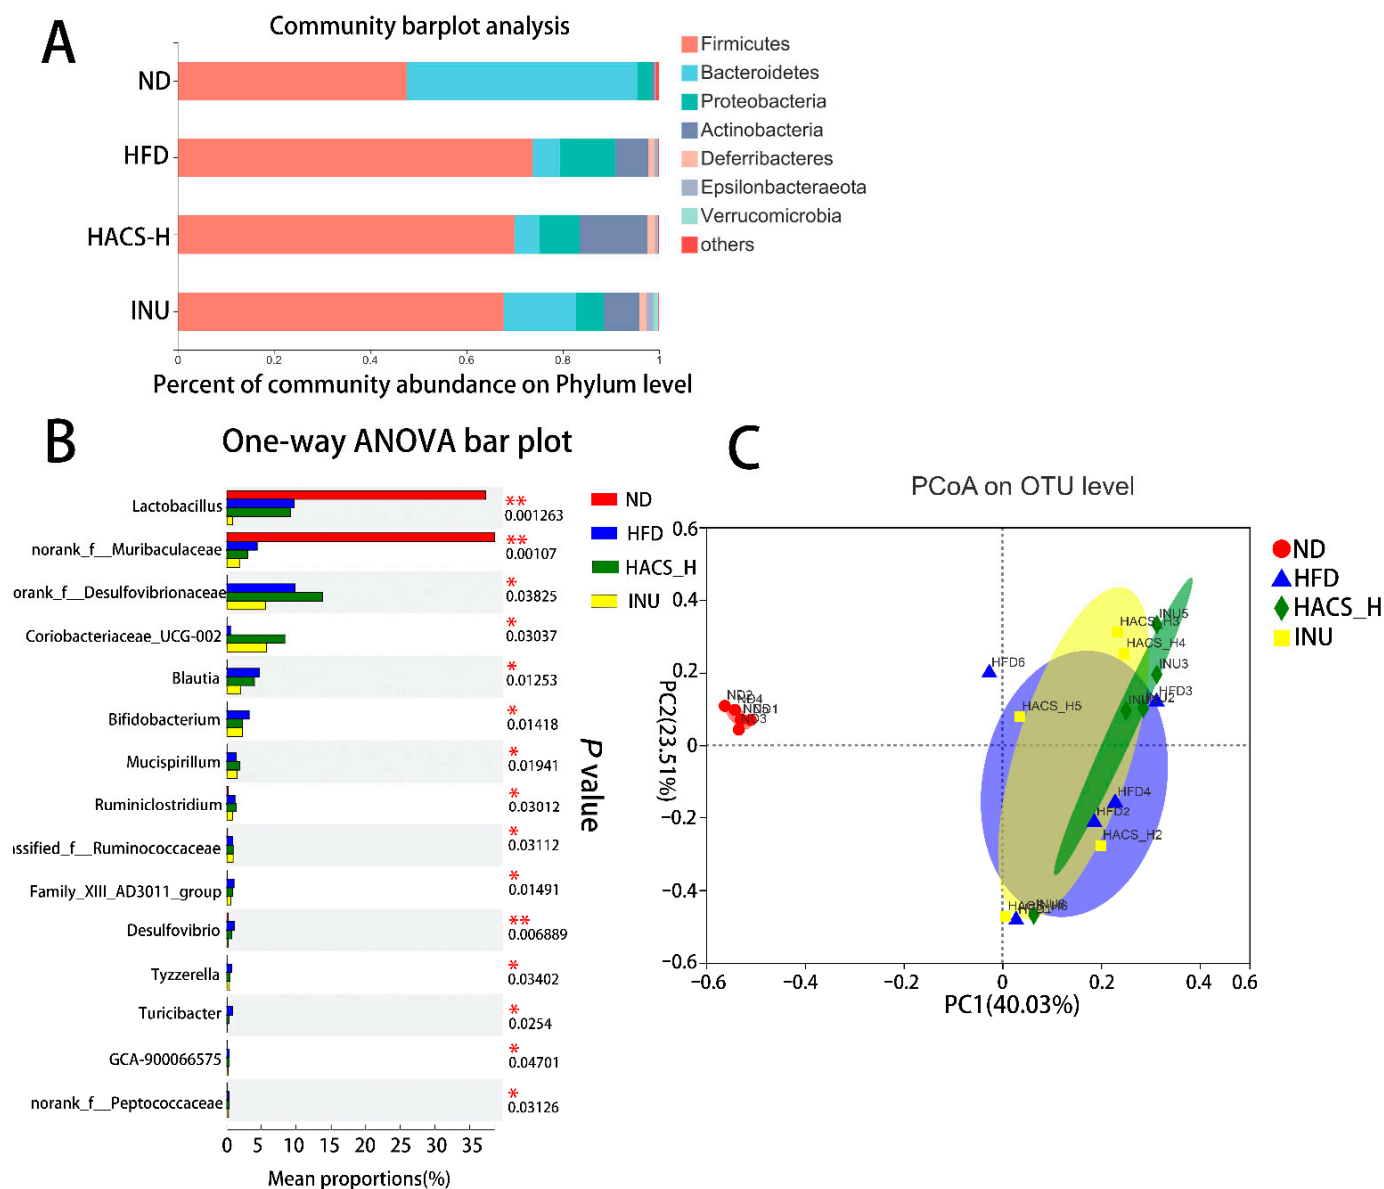 A
Community barplot analysis
ND
HFD
HACS-H
INU
0 0.2 0.4 0.6 0.8 1
Percent of community abundance on Phylum level
Firmicutes
Bacteroidetes
Proteobacteria
Actinobacteria
Deferribacteres
Epsilonbacteraeota
Verrucomicrobia
others
B
One-way ANOVA bar plot
Lactobacillus ** 0.001263
norank_f__Muribaculaceae ** 0.00107
orank_f__Desulfovibrionaceae * 0.03825
Coriobacteriaceae_UCG-002 * 0.03037
Blautia * 0.01253
Bifidobacterium * 0.01418
Mucispirillum * 0.01941
Ruminiclostridium * 0.03012
assified_f__Ruminococcaceae * 0.03112
Family_XIII_AD3011_group * 0.01491
Desulfovibrio ** 0.006889
Tyzzerella * 0.03402
Turicibacter * 0.0254
GCA-900066575 * 0.04701
norank_f__Peptococcaceae * 0.03126
0 5 10 15 20 25 30 35
Mean proportions(%)
P value
ND
HFD
HACS_H
INU
C
PCoA on OTU level
PC2(23.51%)
0.6
0.4
0.2
0
−0.2
−0.4
−0.6
−0.6 −0.4 −0.2 0 0.2 0.4 0.6
PC1(40.03%)
ND2
ND4
ND1
ND3
HFD6
HACS_H5
HACS_H3
INU5
HACS_H4
INU3
HFD3
INU2
HFD4
HFD2
HACS_H2
ND
HFD
HACS_H
INU